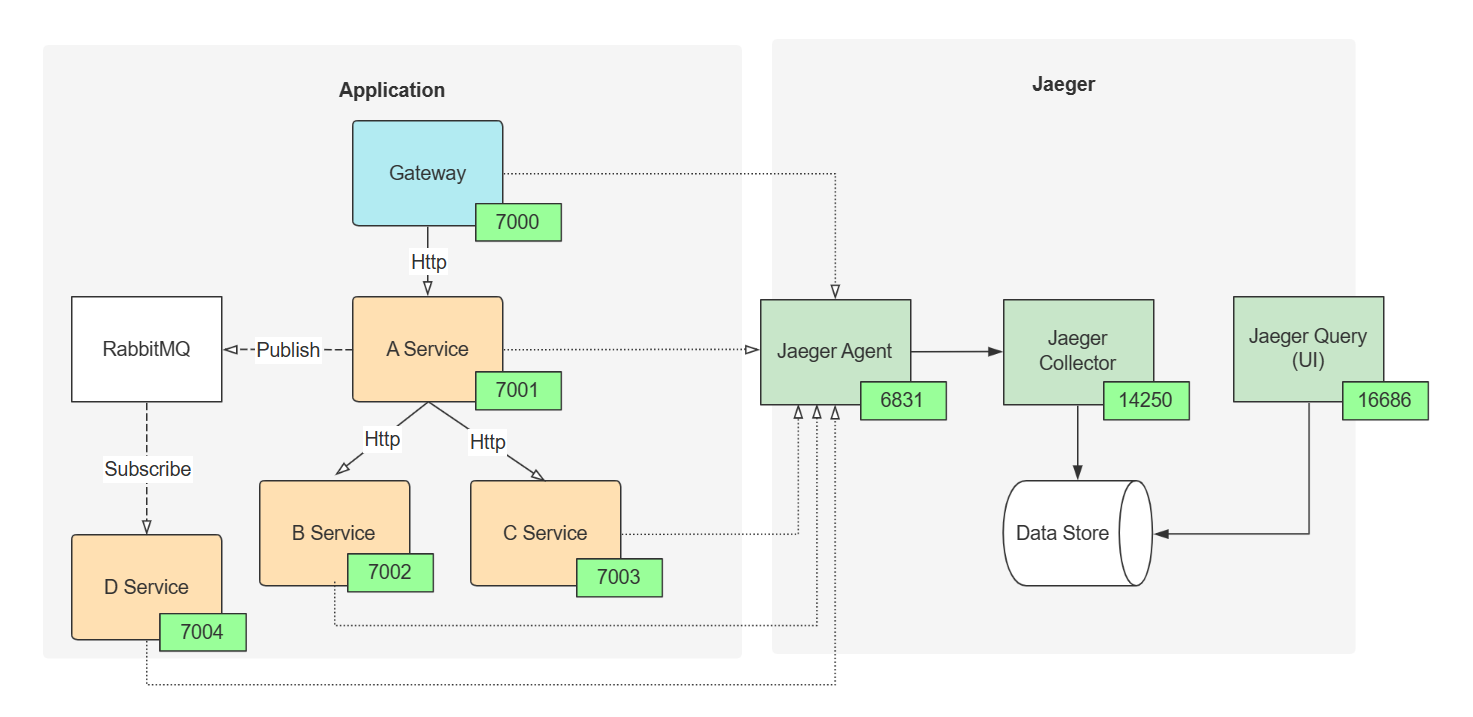 Application
Jaeger
Gateway
7000
Http
RabbitMQ
Publish
A Service
7001
Jaeger Agent
6831
Jaeger
Collector
14250
Jaeger Query
(UI)
16686
Http
Http
Subscribe
B Service
7002
C Service
7003
Data Store
D Service
7004